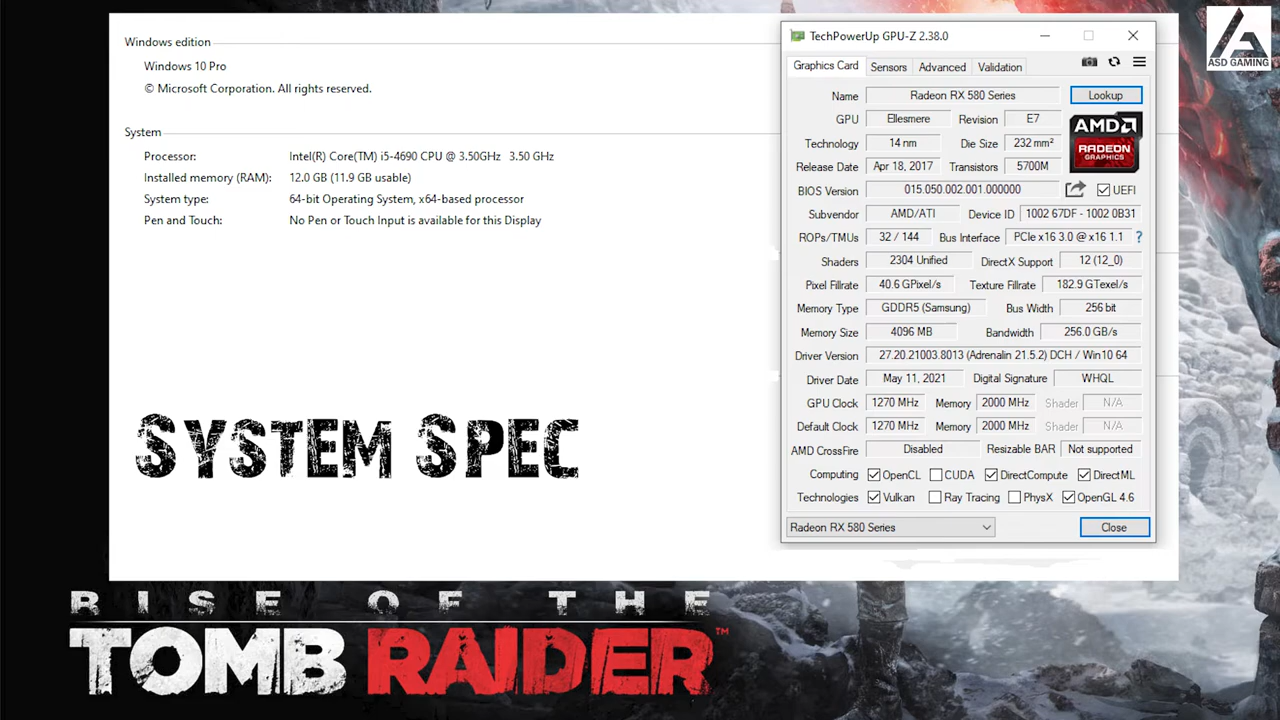 Windows edition
Windows 10 Pro
© Microsoft Corporation. All rights reserved.
System
Processor: Intel(R) Core(TM) CPU @ 3.50GHz 3.50 GHz
Installed memory (RAM): 12.0 GB (11.9 GB usable)
System type: 64-bit Operating System, x64-based processor
Pen and Touch: No Pen or Touch Input is available for this Display
SYSTEM SPEC
TechPowerUp GPU-Z 2.38.0
Graphics Card Sensors Advanced Validation
Name Radeon RX 580 Series Lookup
GPU Ellesmere Revision E7
Technology 14 nm Die Size 232 mm²
Release Date Apr 18, 2017 Transistors 5700M
BIOS Version 015.050.002.001.000000 UEFI
Subvendor AMD/ATI Device ID 1002 67DF - 1002 0B31
ROPs/TMUs 32 / 144 Bus Interface PCIe x16 3.0 @ x16 1.1 ?
Shaders 2304 Unified DirectX Support 12 (12_0)
Pixel Fillrate 40.6 GPixel/s Texture Fillrate 182.9 GTexel/s
Memory Type GDDR5 (Samsung) Bus Width 256 bit
Memory Size 4096 MB Bandwidth 256.0 GB/s
Driver Version 27.20.21003.8013 (Adrenalin 21.5.2) DCH / Win10 64
Driver Date May 11, 2021 Digital Signature WHQL
GPU Clock 1270 MHz Memory 2000 MHz Shader N/A
Default Clock 1270 MHz Memory 2000 MHz Shader N/A
AMD CrossFire Disabled Resizable BAR Not supported
Computing OpenCL CUDA DirectCompute DirectML
Technologies Vulkan Ray Tracing PhysX OpenGL 4.6
Radeon RX 580 Series Close
AMD
RADEON
GRAPHICS
ASD GAMING
RISE OF THE
TOMB RAIDER™